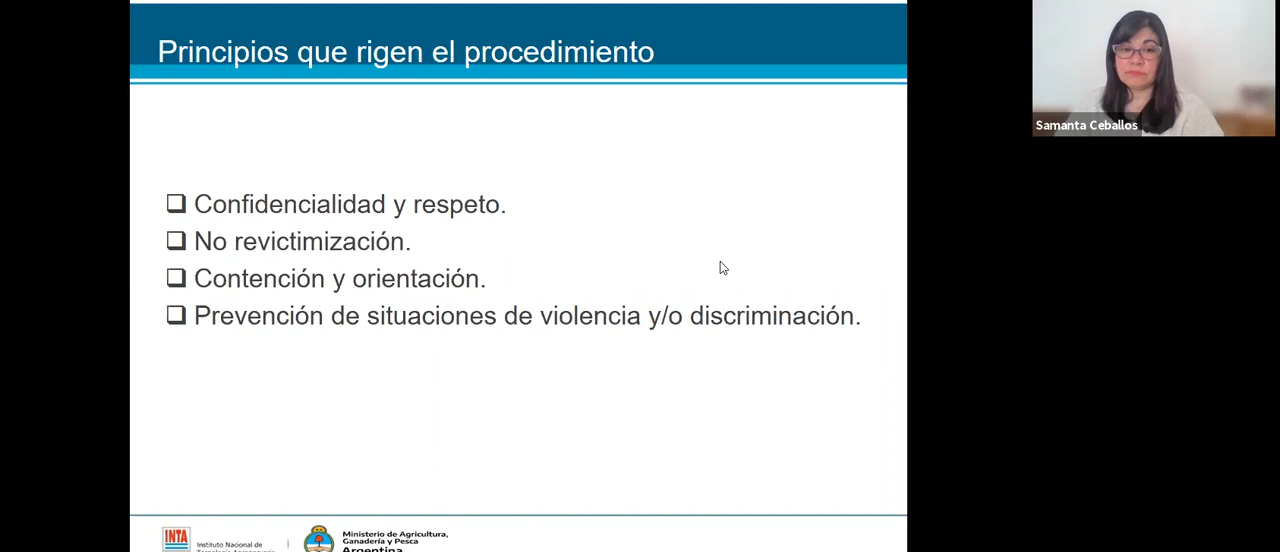 Principios que rigen el procedimiento
Samanta Ceballos
❑ Confidencialidad y respeto.
❑ No revictimización.
❑ Contención y orientación.
❑ Prevención de situaciones de violencia y/o discriminación.
INTA
Instituto Nacional de
Tecnología Agropecuaria
Ministerio de Agricultura,
Ganadería y Pesca
Argentina